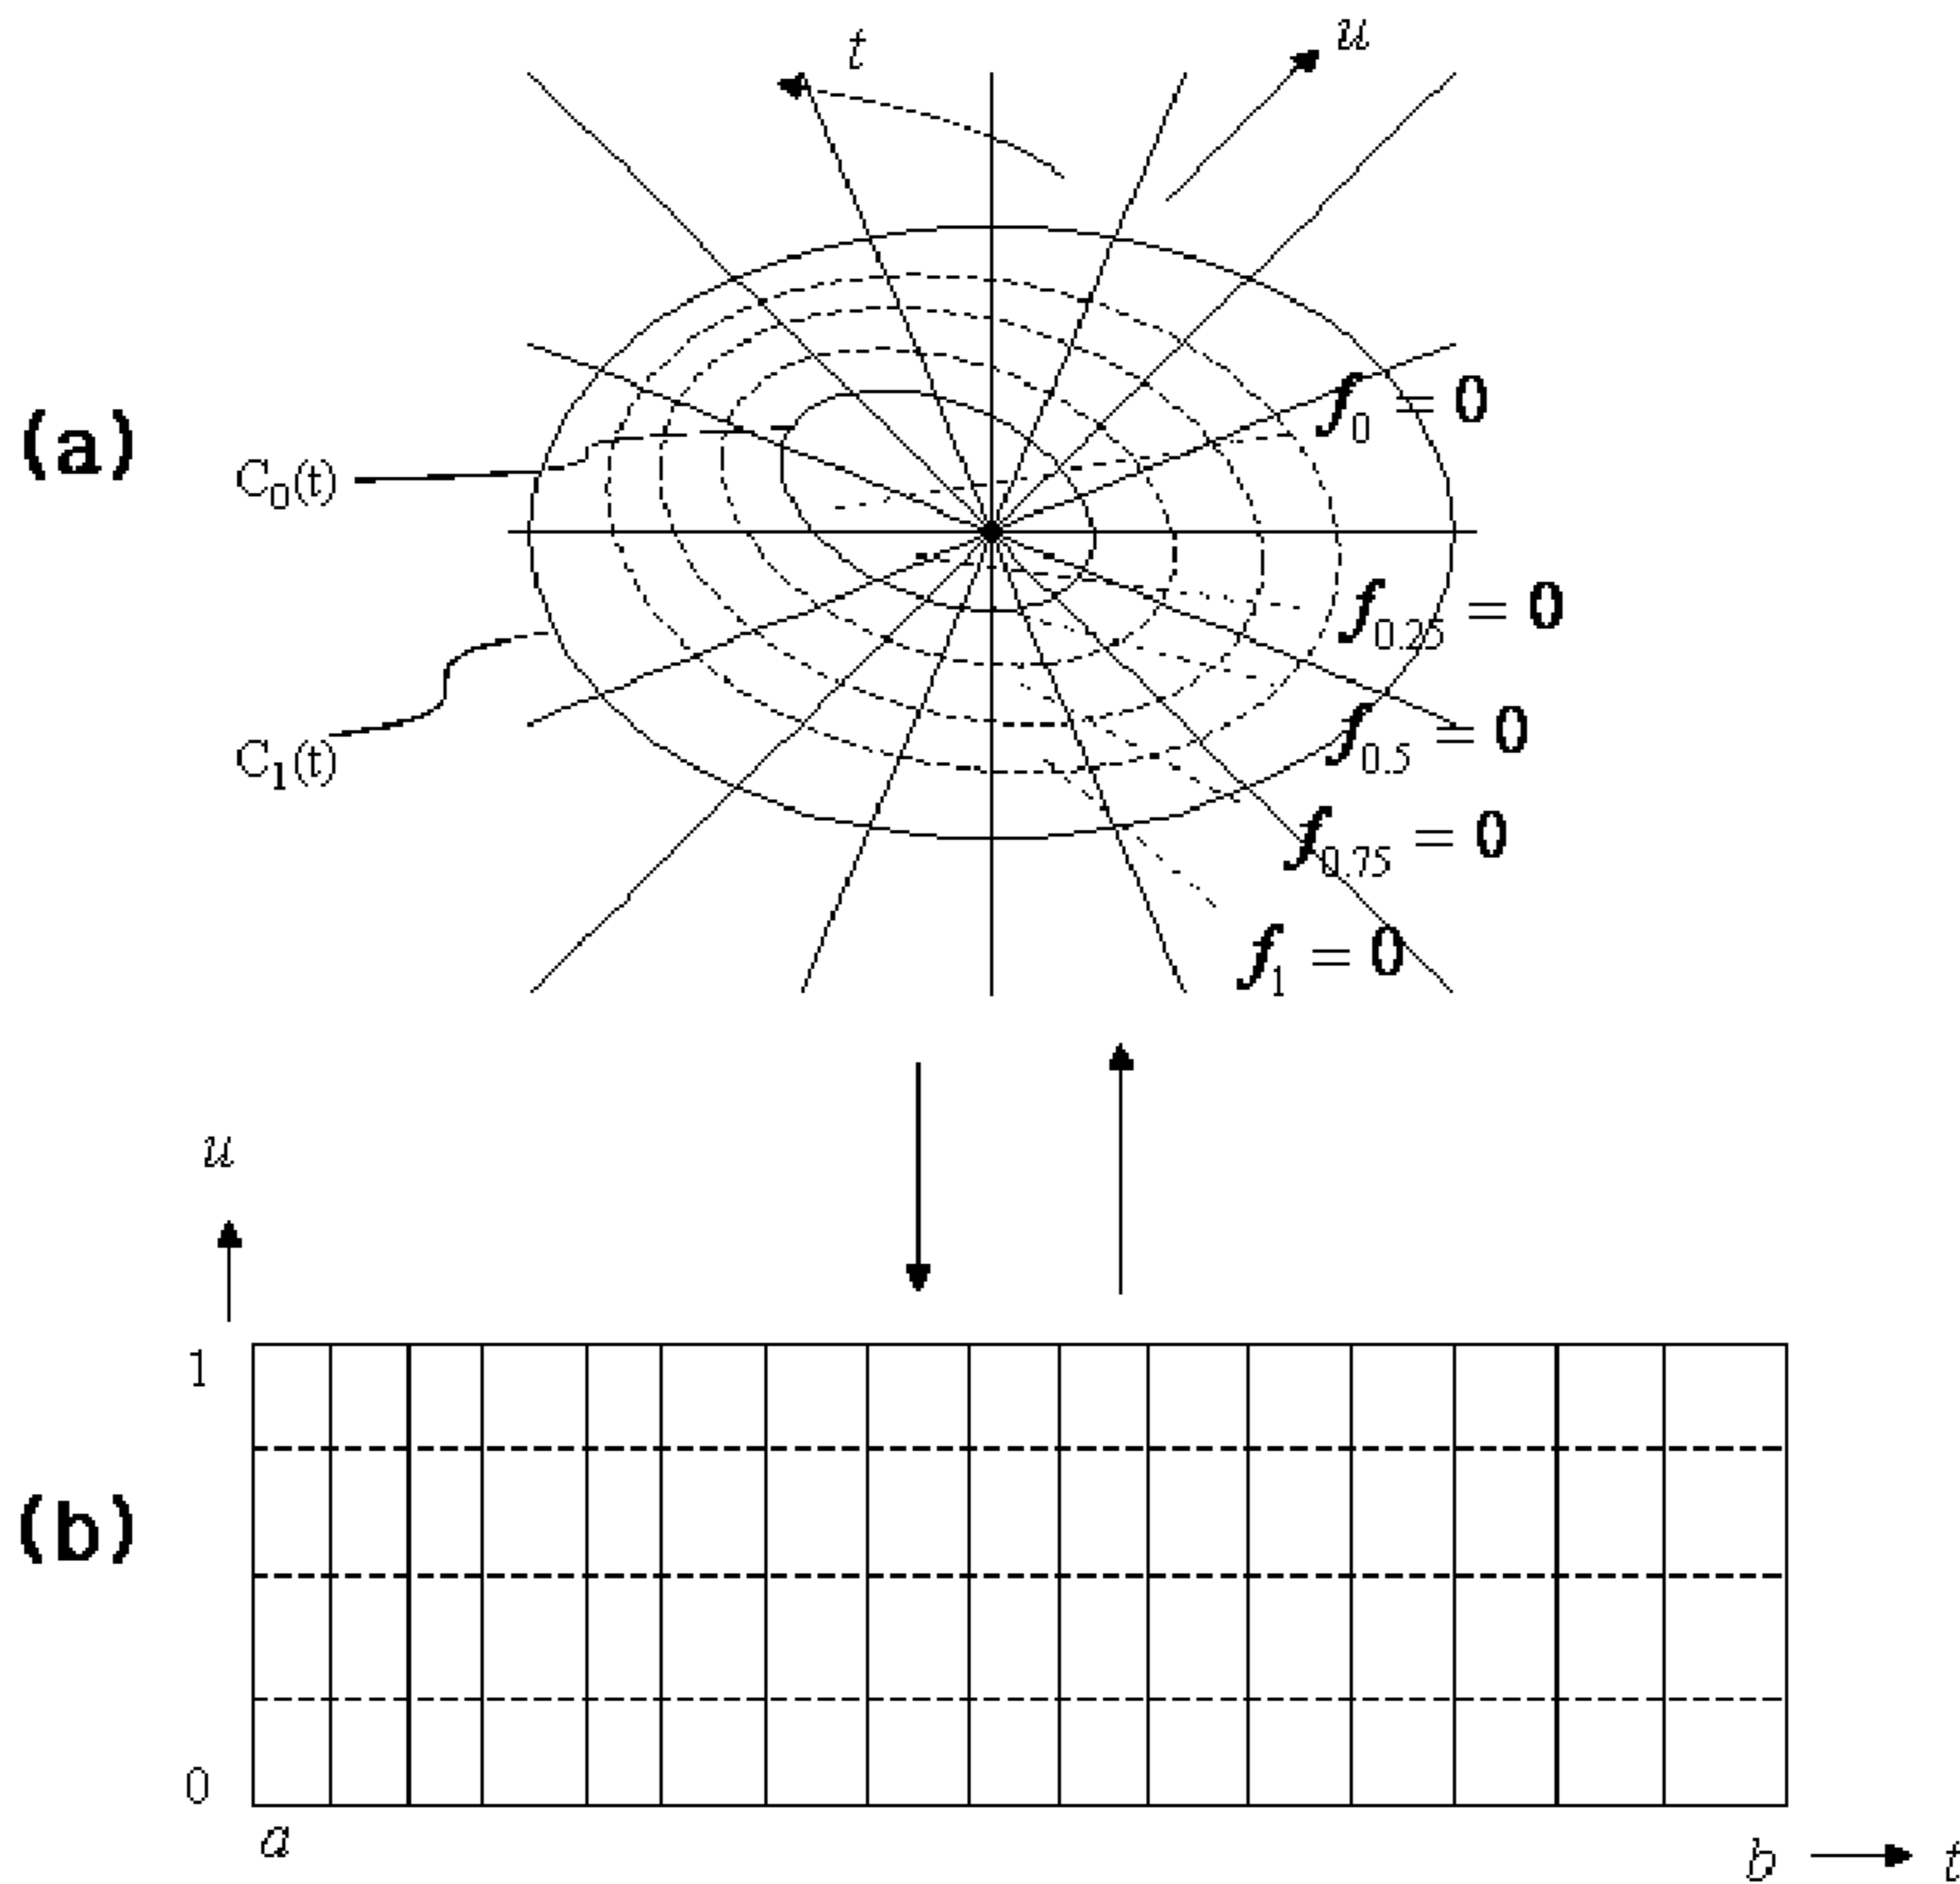 t
u
(a)
f₀ = 0
C₀(t)
f₀.₂₅ = 0
f₀.₅ = 0
C₁(t)
f₀.₇₅ = 0
f₁ = 0
u
1
(b)
0
a
b
t